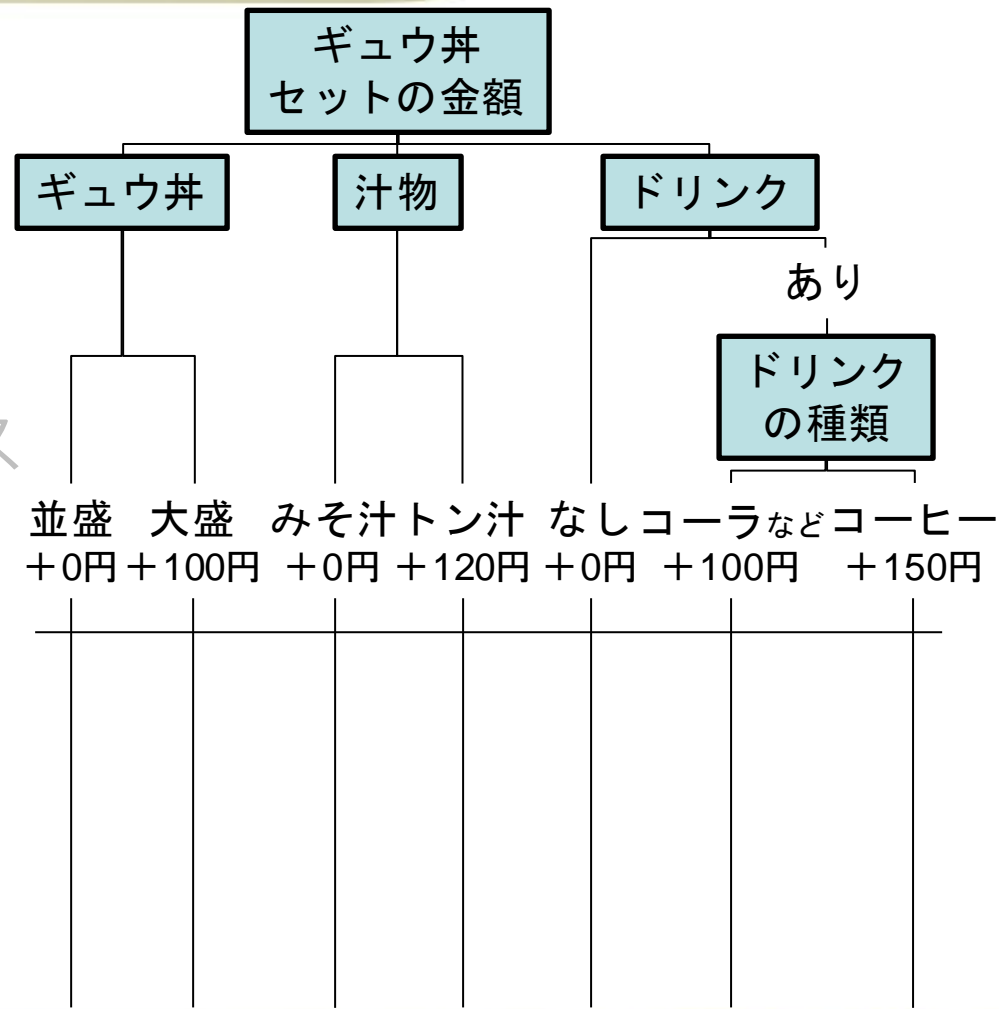 ギュウ丼
セットの金額
ギュウ丼 汁物 ドリンク
あり
ドリンク
の種類
並盛 大盛 みそ汁 トン汁 なし コーラなど コーヒー
+0円 +100円 +0円 +120円 +0円 +100円 +150円